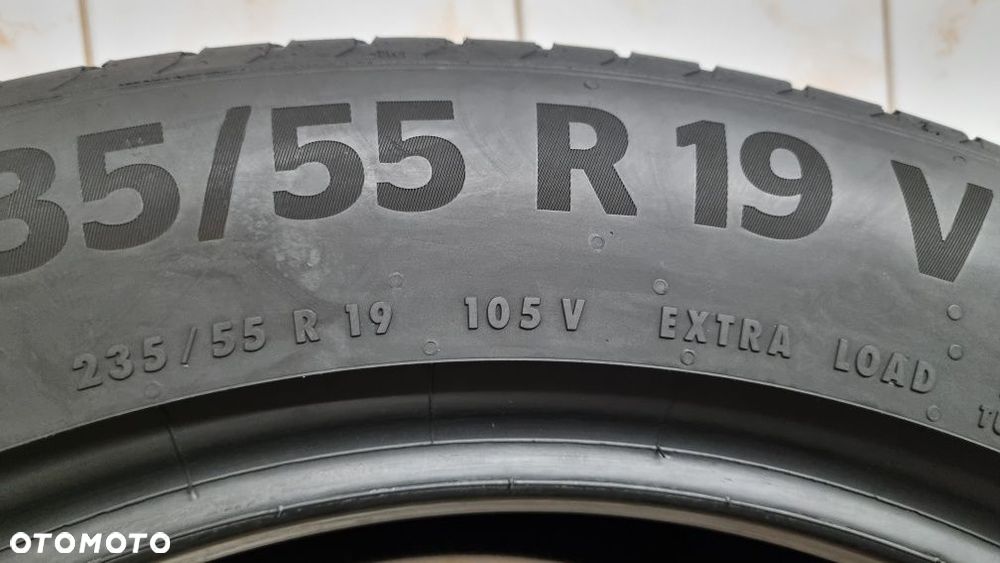 35/55 R 19 V
235/55 R 19 105 V EXTRA LOAD
OTOMOTO